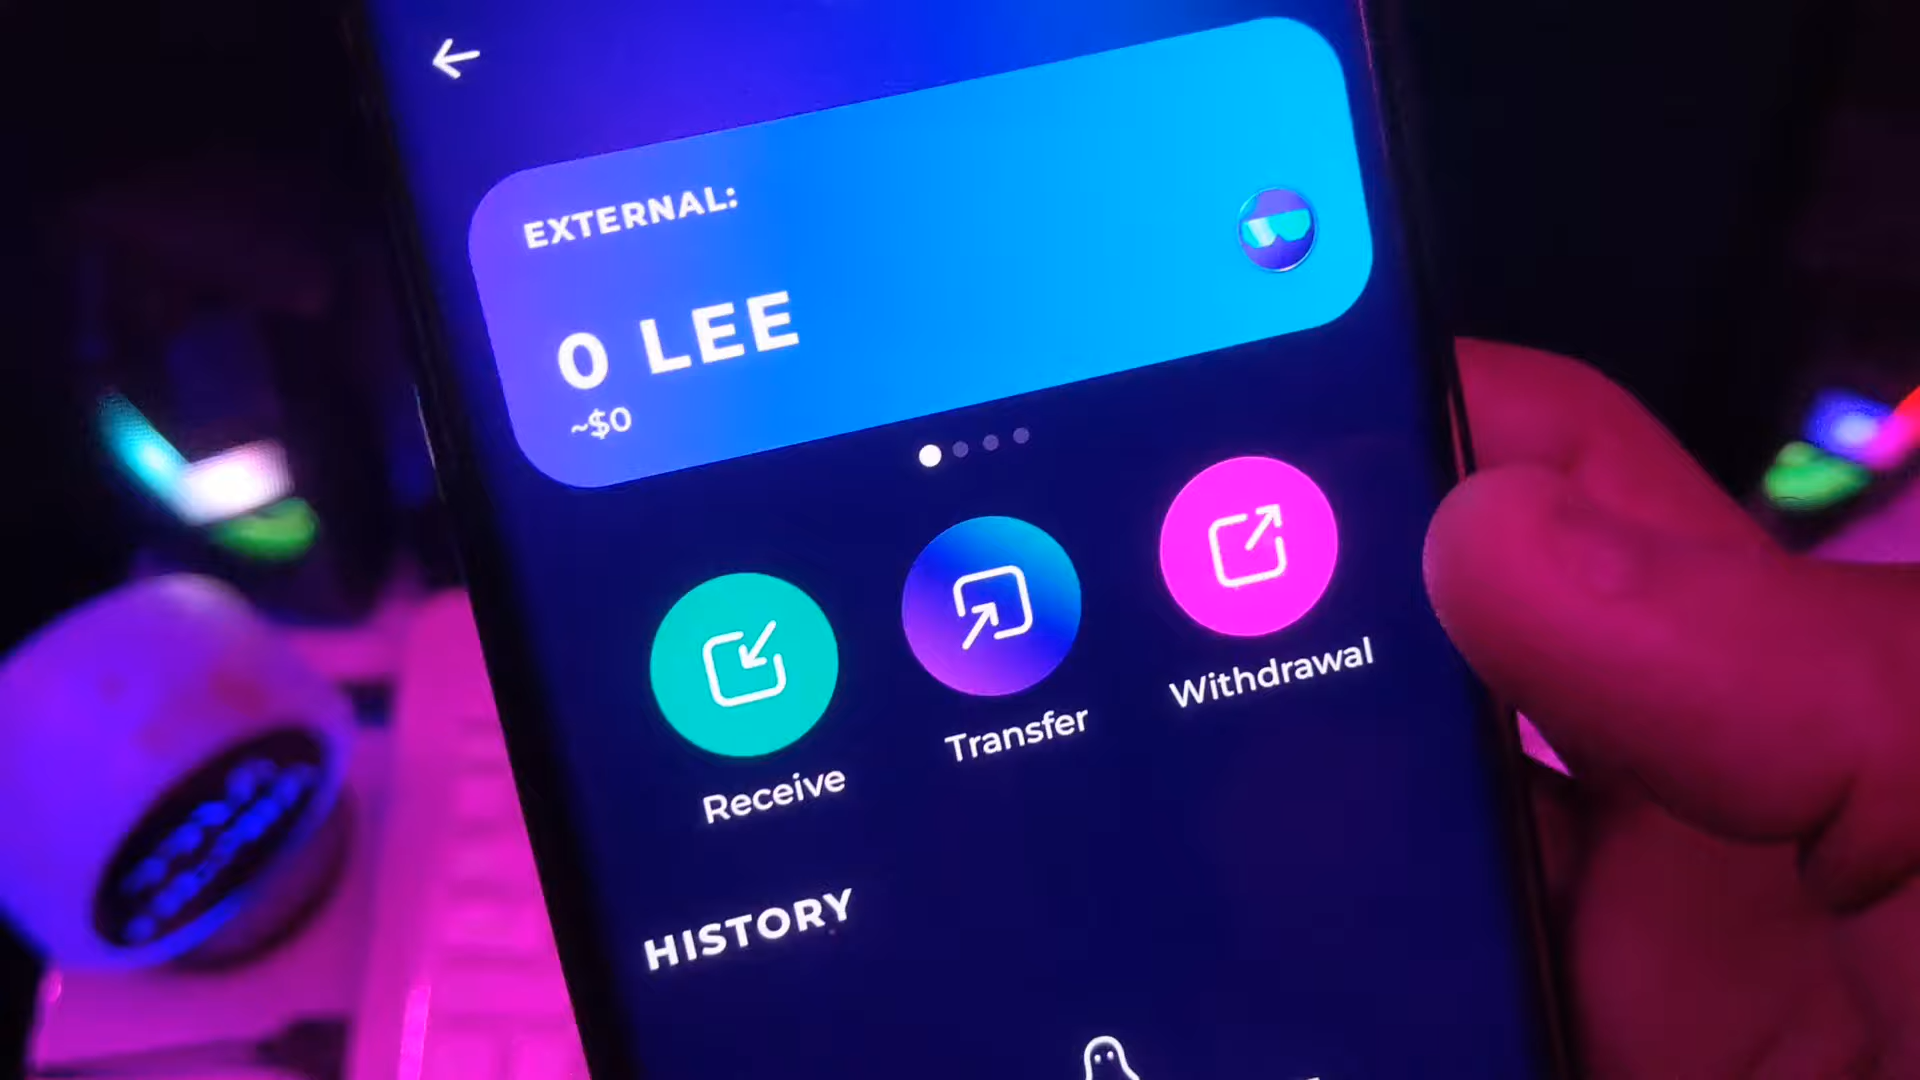 EXTERNAL:
0 LEE
~$0
Receive
Transfer
Withdrawal
HISTORY